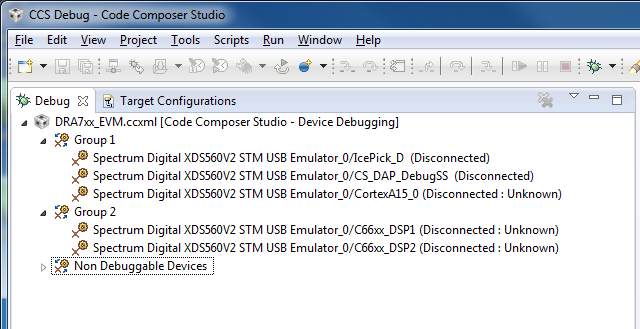 CCS Debug - Code Composer Studio
File Edit View Project Tools Scripts Run Window Help
Debug Target Configurations
DRA7xx_EVM.ccxml [Code Composer Studio - Device Debugging]
Group 1
Spectrum Digital XDS560V2 STM USB Emulator_0/IcePick_D (Disconnected)
Spectrum Digital XDS560V2 STM USB Emulator_0/CS_DAP_DebugSS (Disconnected)
Spectrum Digital XDS560V2 STM USB Emulator_0/CortexA15_0 (Disconnected : Unknown)
Group 2
Spectrum Digital XDS560V2 STM USB Emulator_0/C66xx_DSP1 (Disconnected : Unknown)
Spectrum Digital XDS560V2 STM USB Emulator_0/C66xx_DSP2 (Disconnected : Unknown)
Non Debuggable Devices